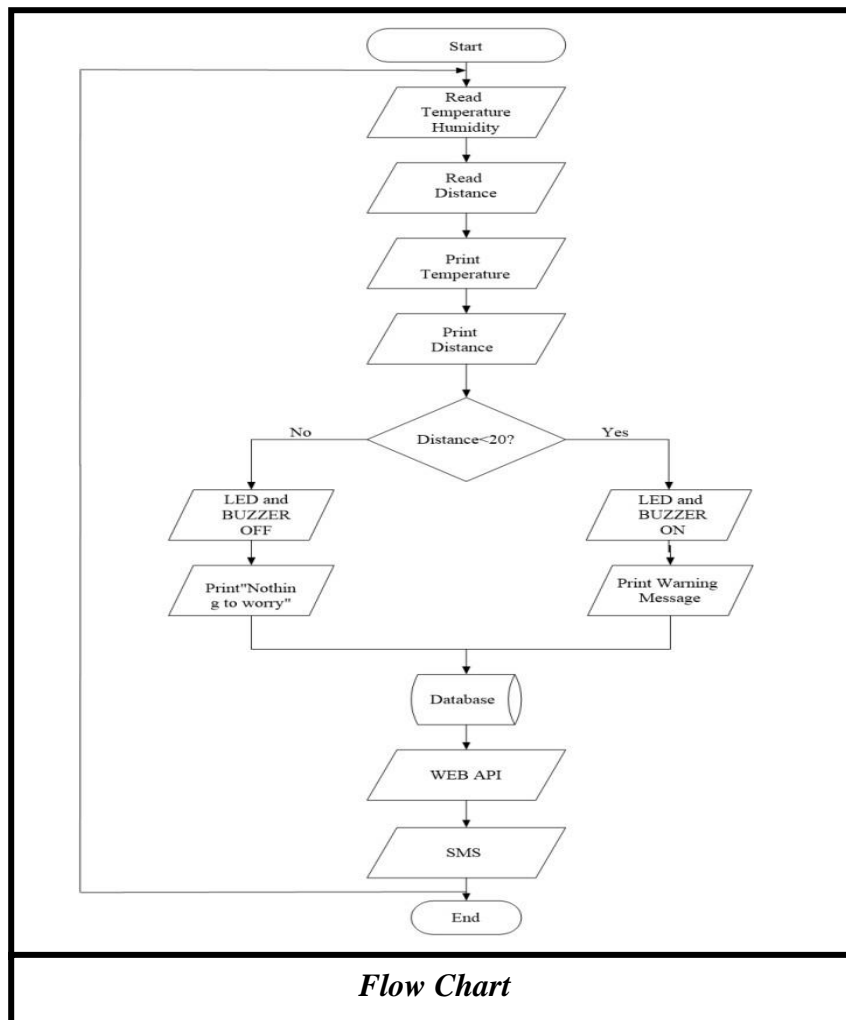 Start
Read
Temperature
Humidity
Read
Distance
Print
Temperature
Print
Distance
Distance<20?
No
Yes
LED and
BUZZER
OFF
LED and
BUZZER
ON
Print"Nothin
g to worry"
Print Warning
Message
Database
WEB API
SMS
End
Flow Chart